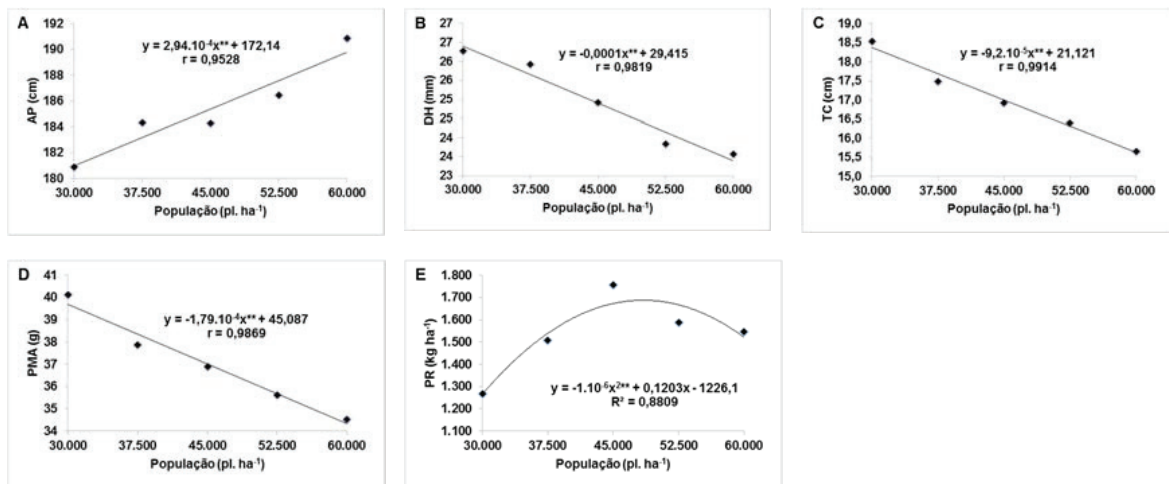 A
192
190
188
186
184
182
180
AP (cm)
y = 2,94.10⁻⁴x** + 172,14
r = 0,9528
30.000 37.500 45.000 52.500 60.000
População (pl. ha⁻¹)
B
27
27
26
26
25
25
24
24
23
DH (mm)
y = -0,0001x** + 29,415
r = 0,9819
30.000 37.500 45.000 52.500 60.000
População (pl. ha⁻¹)
C
19,0
18,5
18,0
17,5
17,0
16,5
16,0
15,5
15,0
TC (cm)
y = -9,2.10⁻⁵x** + 21,121
r = 0,9914
30.000 37.500 45.000 52.500 60.000
População (pl. ha⁻¹)
D
41
40
39
38
37
36
35
34
PMA (g)
y = -1,79.10⁻⁴x** + 45,087
r = 0,9869
30.000 37.500 45.000 52.500 60.000
População (pl. ha⁻¹)
E
1.800
1.700
1.600
1.500
1.400
1.300
1.200
1.100
PR (kg ha⁻¹)
y = -1.10⁻⁶x²** + 0,1203x - 1226,1
R² = 0,8809
30.000 37.500 45.000 52.500 60.000
População (pl. ha⁻¹)